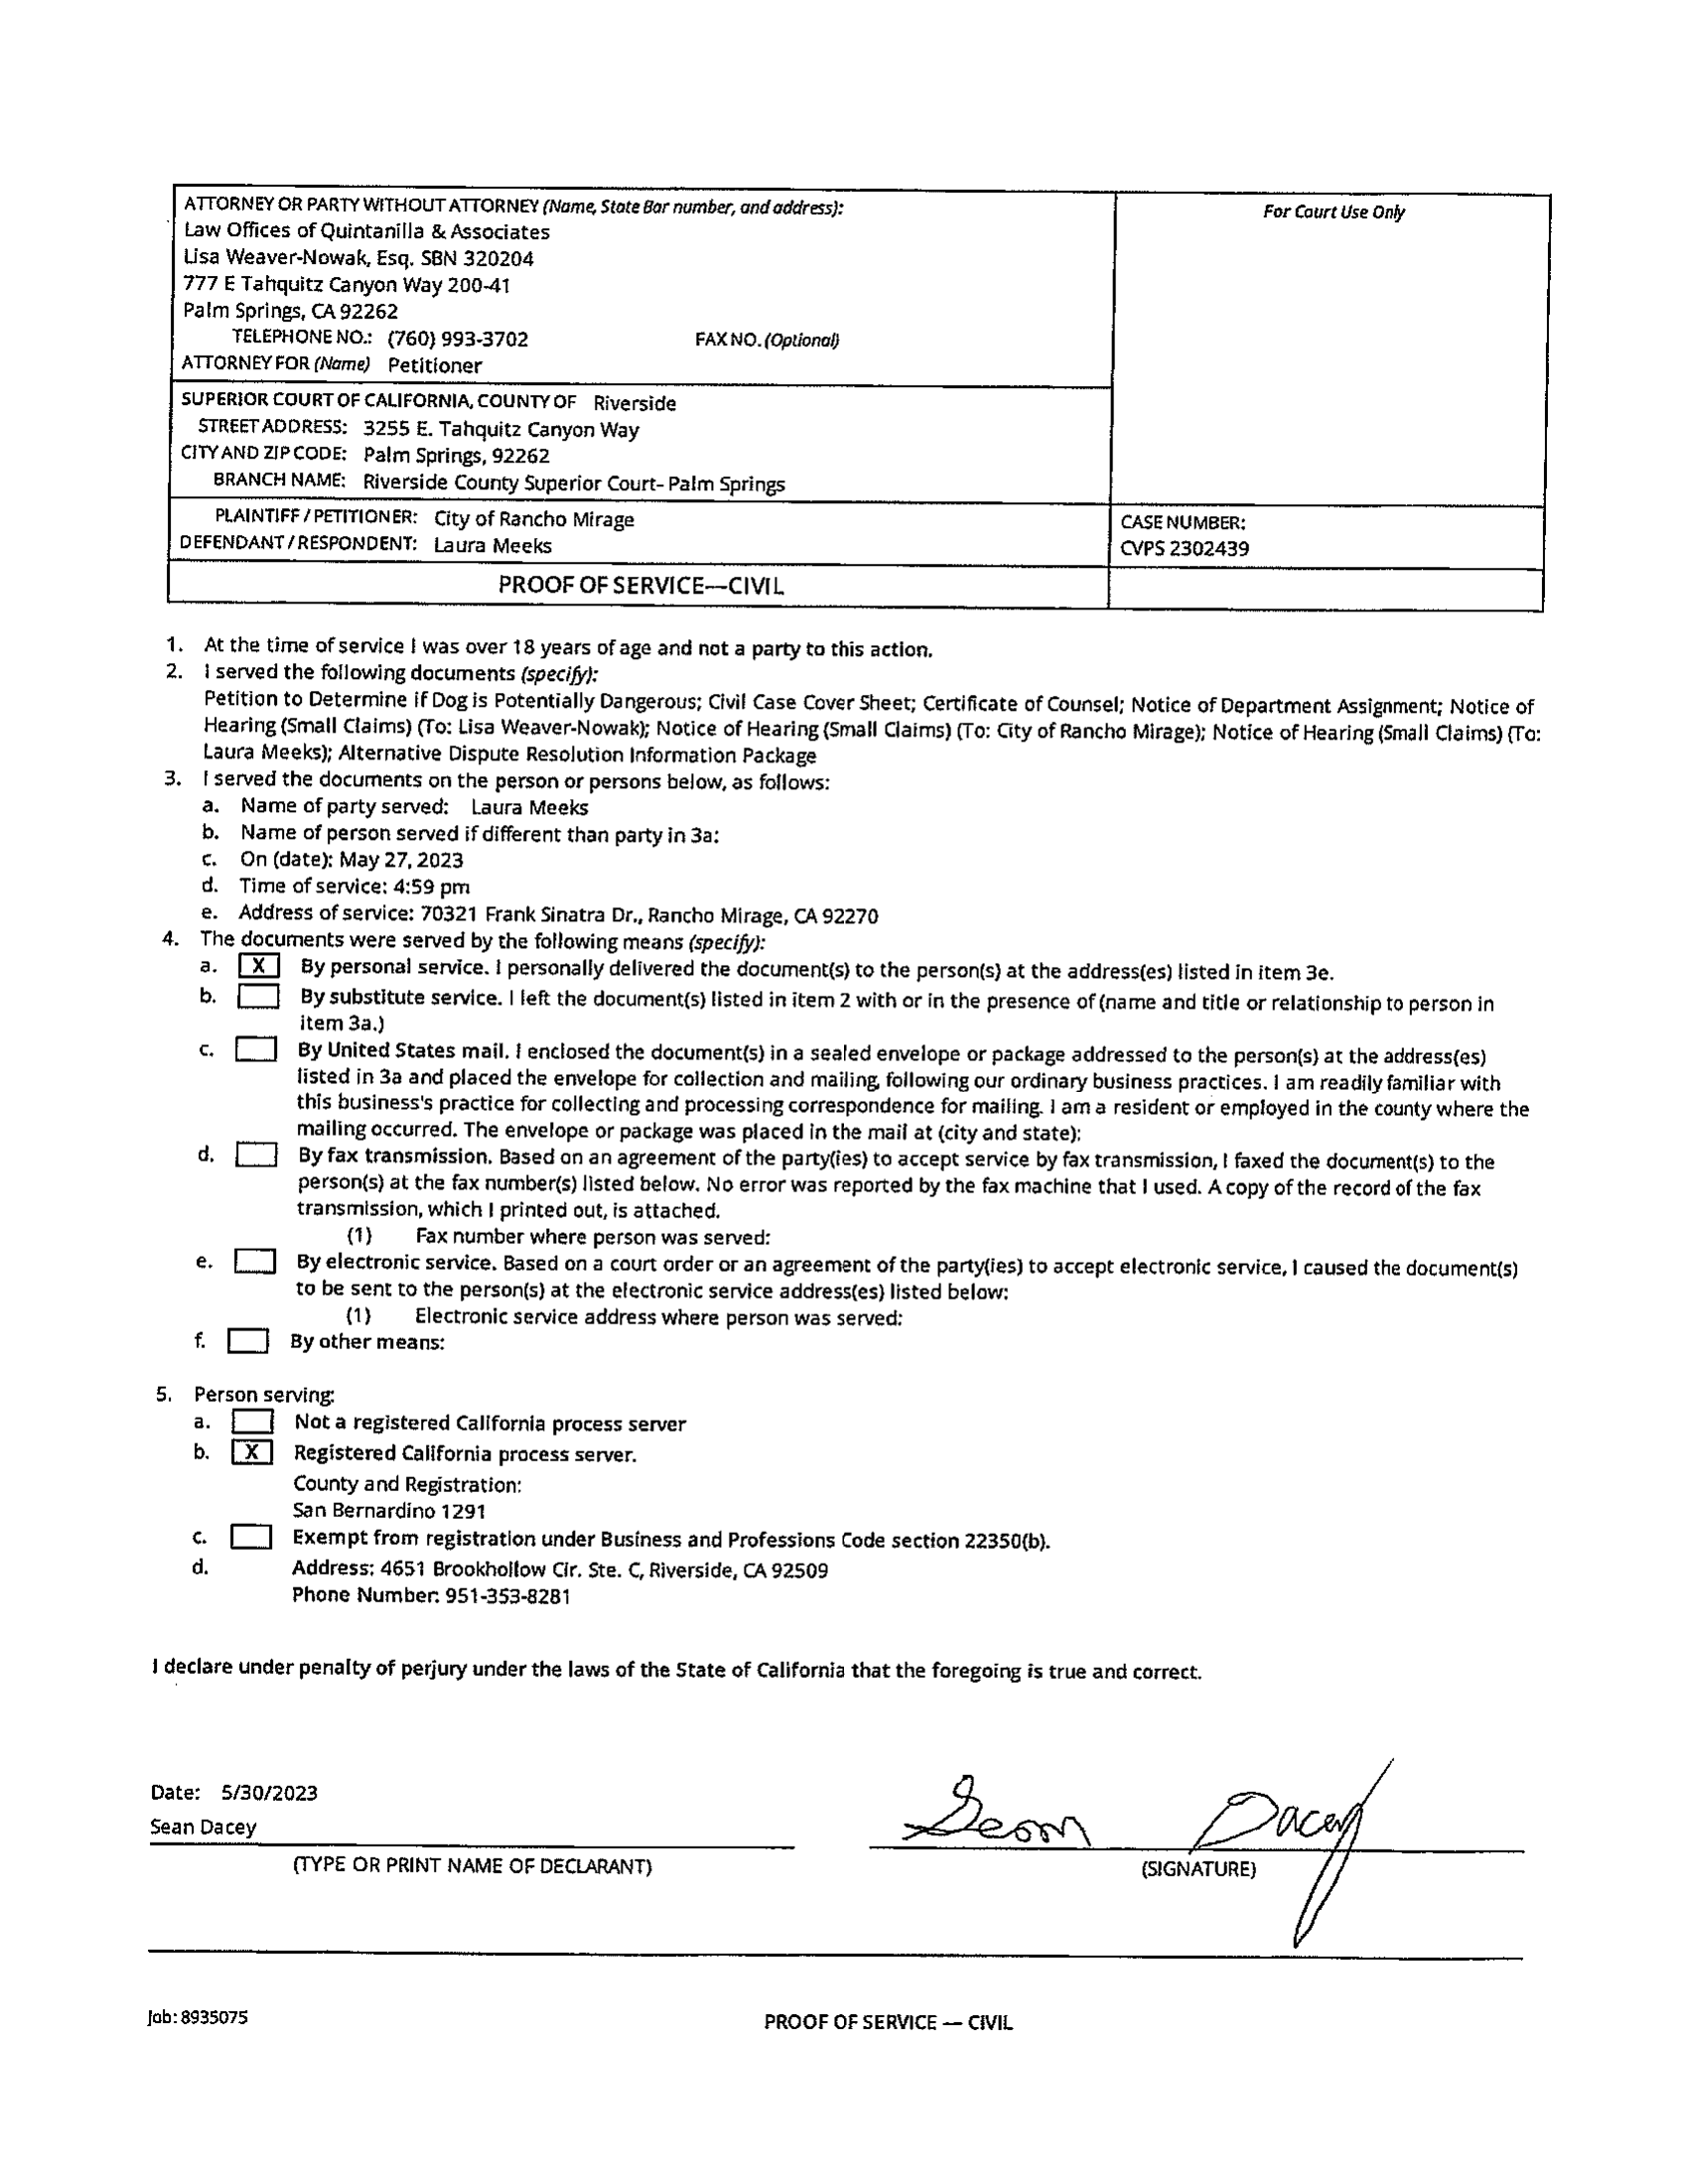 ATTORNEY OR PARTY WITHOUT ATTORNEY (Name, State Bar number, and address):
Law Offices of Quintanilla & Associates
Lisa Weaver-Nowak, Esq. SBN 320204
777 E Tahquitz Canyon Way 200-41
Palm Springs, CA 92262
TELEPHONE NO.: (760) 993-3702 FAX NO. (Optional)
ATTORNEY FOR (Name) Petitioner
For Court Use Only
SUPERIOR COURT OF CALIFORNIA, COUNTY OF Riverside
STREET ADDRESS: 3255 E. Tahquitz Canyon Way
CITY AND ZIP CODE: Palm Springs, 92262
BRANCH NAME: Riverside County Superior Court- Palm Springs
PLAINTIFF / PETITIONER: City of Rancho Mirage
DEFENDANT / RESPONDENT: Laura Meeks
CASE NUMBER:
CVPS 2302439
PROOF OF SERVICE—CIVIL
1. At the time of service I was over 18 years of age and not a party to this action.
2. I served the following documents (specify):
Petition to Determine if Dog is Potentially Dangerous; Civil Case Cover Sheet; Certificate of Counsel; Notice of Department Assignment; Notice of
Hearing (Small Claims) (To: Lisa Weaver-Nowak); Notice of Hearing (Small Claims) (To: City of Rancho Mirage); Notice of Hearing (Small Claims) (To:
Laura Meeks); Alternative Dispute Resolution Information Package
3. I served the documents on the person or persons below, as follows:
a. Name of party served: Laura Meeks
b. Name of person served if different than party in 3a:
c. On (date): May 27, 2023
d. Time of service: 4:59 pm
e. Address of service: 70321 Frank Sinatra Dr., Rancho Mirage, CA 92270
4. The documents were served by the following means (specify):
a. X By personal service. I personally delivered the document(s) to the person(s) at the address(es) listed in item 3e.
b. By substitute service. I left the document(s) listed in item 2 with or in the presence of (name and title or relationship to person in
item 3a.)
c. By United States mail. I enclosed the document(s) in a sealed envelope or package addressed to the person(s) at the address(es)
listed in 3a and placed the envelope for collection and mailing, following our ordinary business practices. I am readily familiar with
this business's practice for collecting and processing correspondence for mailing. I am a resident or employed in the county where the
mailing occurred. The envelope or package was placed in the mail at (city and state):
d. By fax transmission. Based on an agreement of the party(ies) to accept service by fax transmission, I faxed the document(s) to the
person(s) at the fax number(s) listed below. No error was reported by the fax machine that I used. A copy of the record of the fax
transmission, which I printed out, is attached.
(1) Fax number where person was served:
e. By electronic service. Based on a court order or an agreement of the party(ies) to accept electronic service, I caused the document(s)
to be sent to the person(s) at the electronic service address(es) listed below:
(1) Electronic service address where person was served:
f. By other means:
5. Person serving:
a. Not a registered California process server
b. X Registered California process server.
County and Registration:
San Bernardino 1291
c. Exempt from registration under Business and Professions Code section 22350(b).
d. Address: 4651 Brookhollow Cir. Ste. C, Riverside, CA 92509
Phone Number: 951-353-8281
I declare under penalty of perjury under the laws of the State of California that the foregoing is true and correct.
Date: 5/30/2023
Sean Dacey
Sean Dacey
(TYPE OR PRINT NAME OF DECLARANT) (SIGNATURE)
Job: 8935075 PROOF OF SERVICE — CIVIL